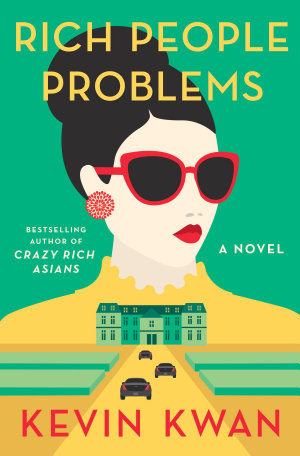 RICH PEOPLE
PROBLEMS
BESTSELLING
AUTHOR OF
CRAZY RICH
ASIANS
A NOVEL
KEVIN KWAN